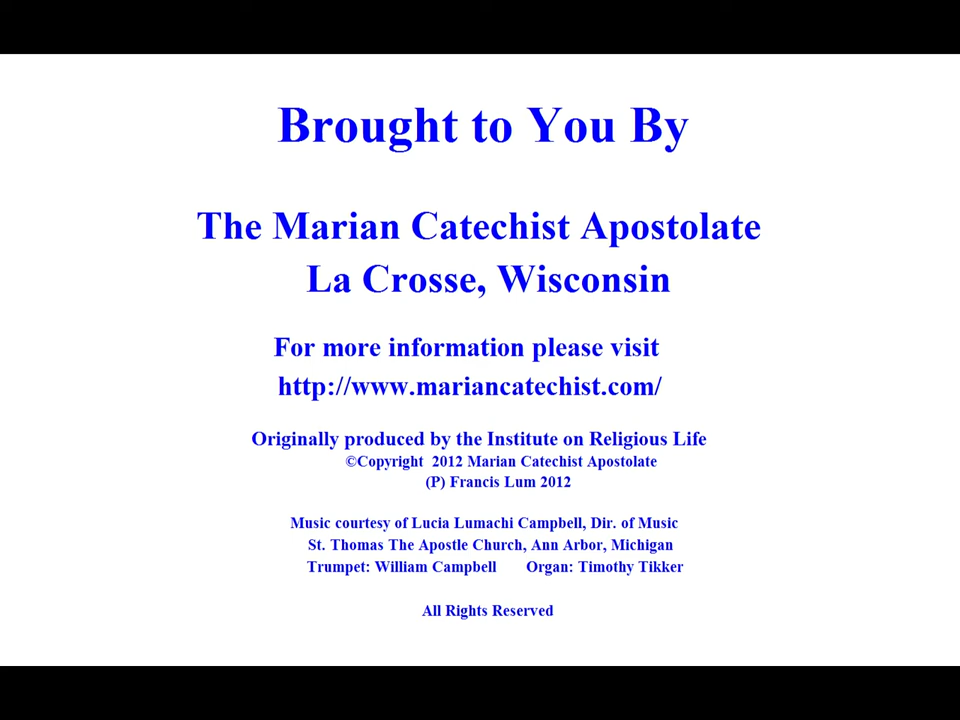 Brought to You By
The Marian Catechist Apostolate
La Crosse, Wisconsin
For more information please visit
http://www.mariancatechist.com/
Originally produced by the Institute on Religious Life
©Copyright 2012 Marian Catechist Apostolate
(P) Francis Lum 2012
Music courtesy of Lucia Lumachi Campbell, Dir. of Music
St. Thomas The Apostle Church, Ann Arbor, Michigan
Trumpet: William Campbell Organ: Timothy Tikker
All Rights Reserved